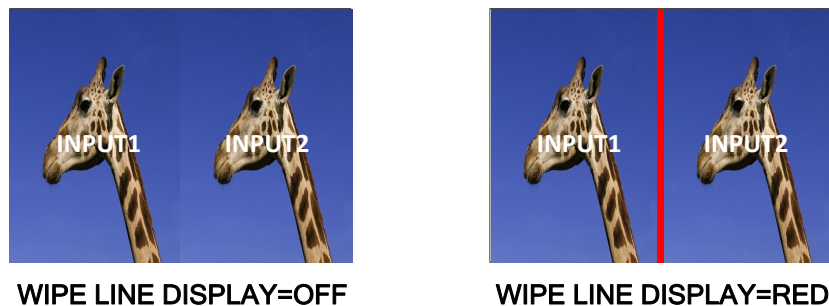 INPUT1 INPUT2
INPUT1 INPUT2
WIPE LINE DISPLAY=OFF
WIPE LINE DISPLAY=RED